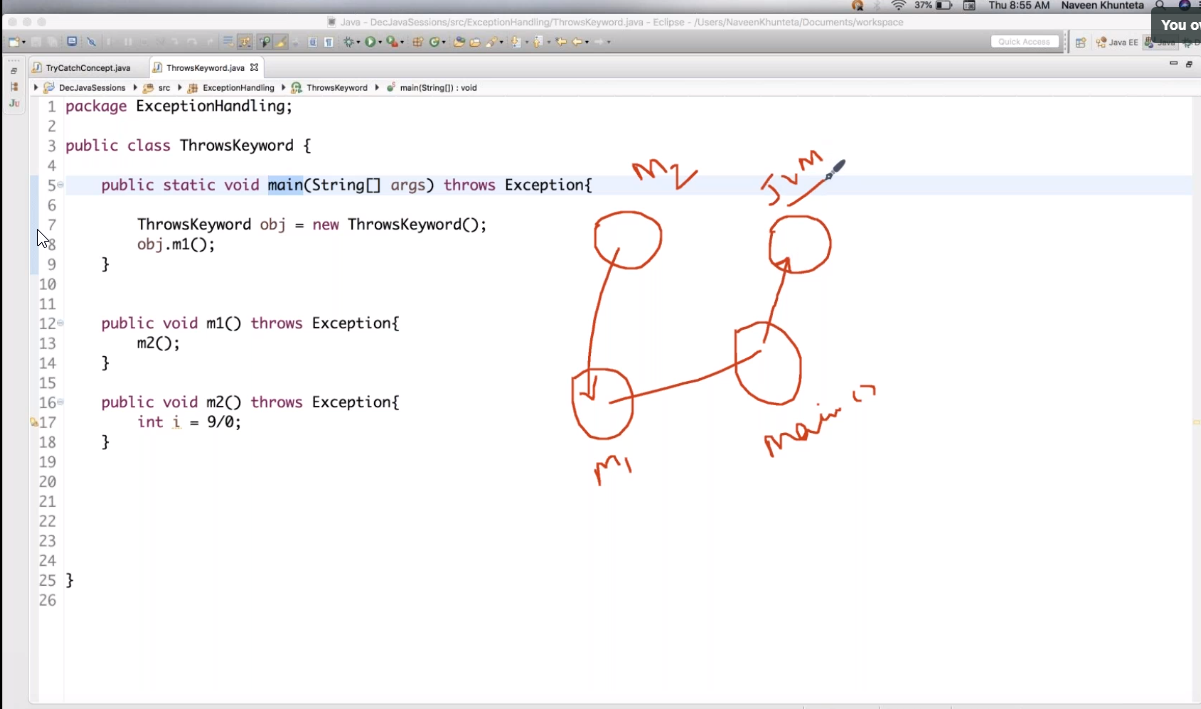 37% Thu 8:55 AM Naveen Khunteta
Java - DecJavaSessions/src/ExceptionHandling/ThrowsKeyword.java - Eclipse - /Users/NaveenKhunteta/Documents/workspace
You ov
Quick Access Java EE Java
TryCatchConcept.java ThrowsKeyword.java
DecJavaSessions src ExceptionHandling ThrowsKeyword main(String[]) : void
1 package ExceptionHandling;
2
3 public class ThrowsKeyword {
4
5 public static void main(String[] args) throws Exception{
6
7 ThrowsKeyword obj = new ThrowsKeyword();
8 obj.m1();
9 }
10
11
12 public void m1() throws Exception{
13 m2();
14 }
15
16 public void m2() throws Exception{
17 int i = 9/0;
18 }
19
20
21
22
23
24
25 }
26
M2
JVM
main()
M1